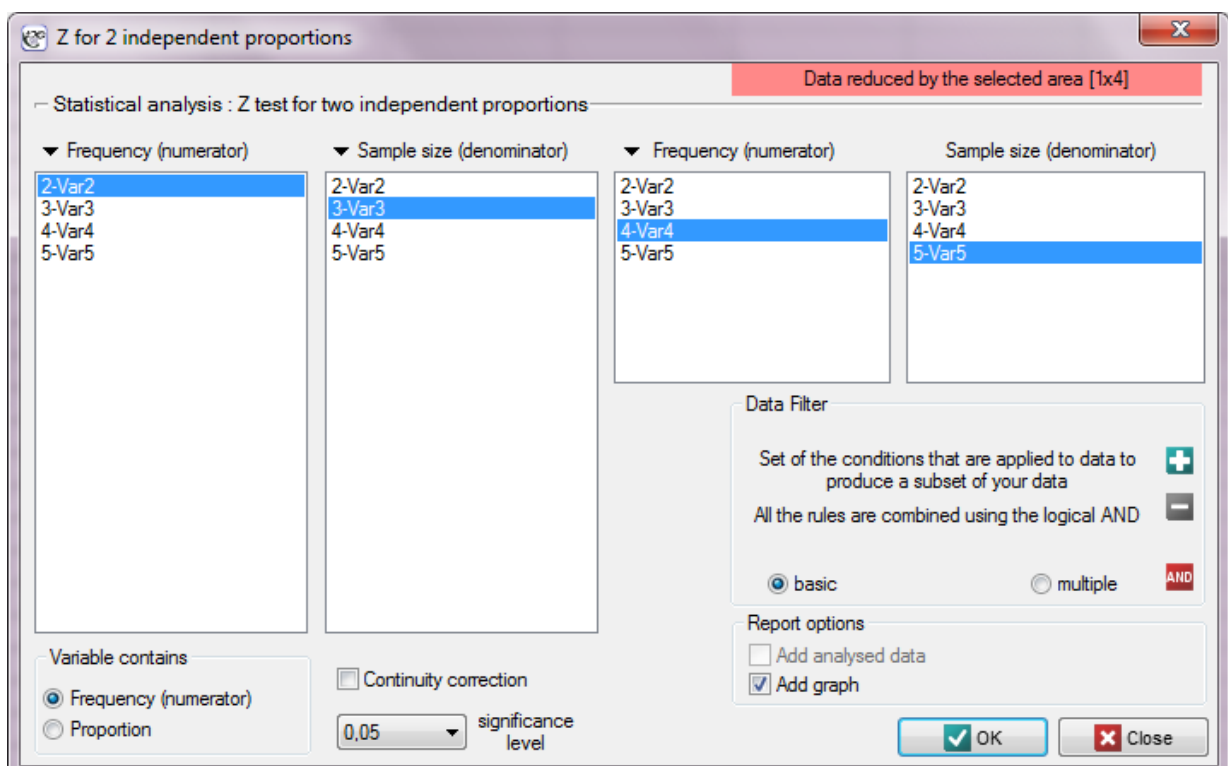 Z for 2 independent proportions
x
Data reduced by the selected area [1x4]
Statistical analysis : Z test for two independent proportions
Frequency (numerator)
2-Var2
3-Var3
4-Var4
5-Var5
Sample size (denominator)
2-Var2
3-Var3
4-Var4
5-Var5
Frequency (numerator)
2-Var2
3-Var3
4-Var4
5-Var5
Sample size (denominator)
2-Var2
3-Var3
4-Var4
5-Var5
Data Filter
Set of the conditions that are applied to data to
produce a subset of your data
All the rules are combined using the logical AND
basic
multiple
AND
Variable contains
Frequency (numerator)
Proportion
Continuity correction
0,05
significance
level
Report options
Add analysed data
Add graph
OK
Close